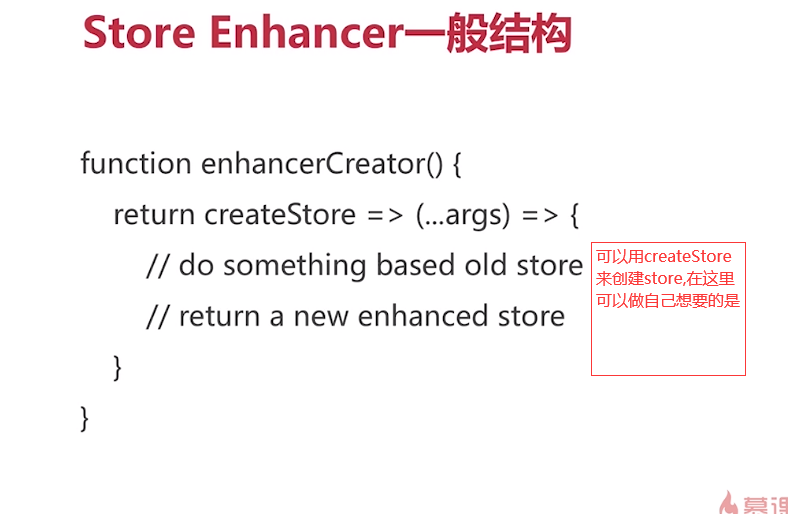 Store Enhancer一般结构
function enhancerCreator() {
return createStore => (...args) => {
// do something based old store
可以用createStore
来创建store,在这里
可以做自己想要的是
// return a new enhanced store
}
}
慕课